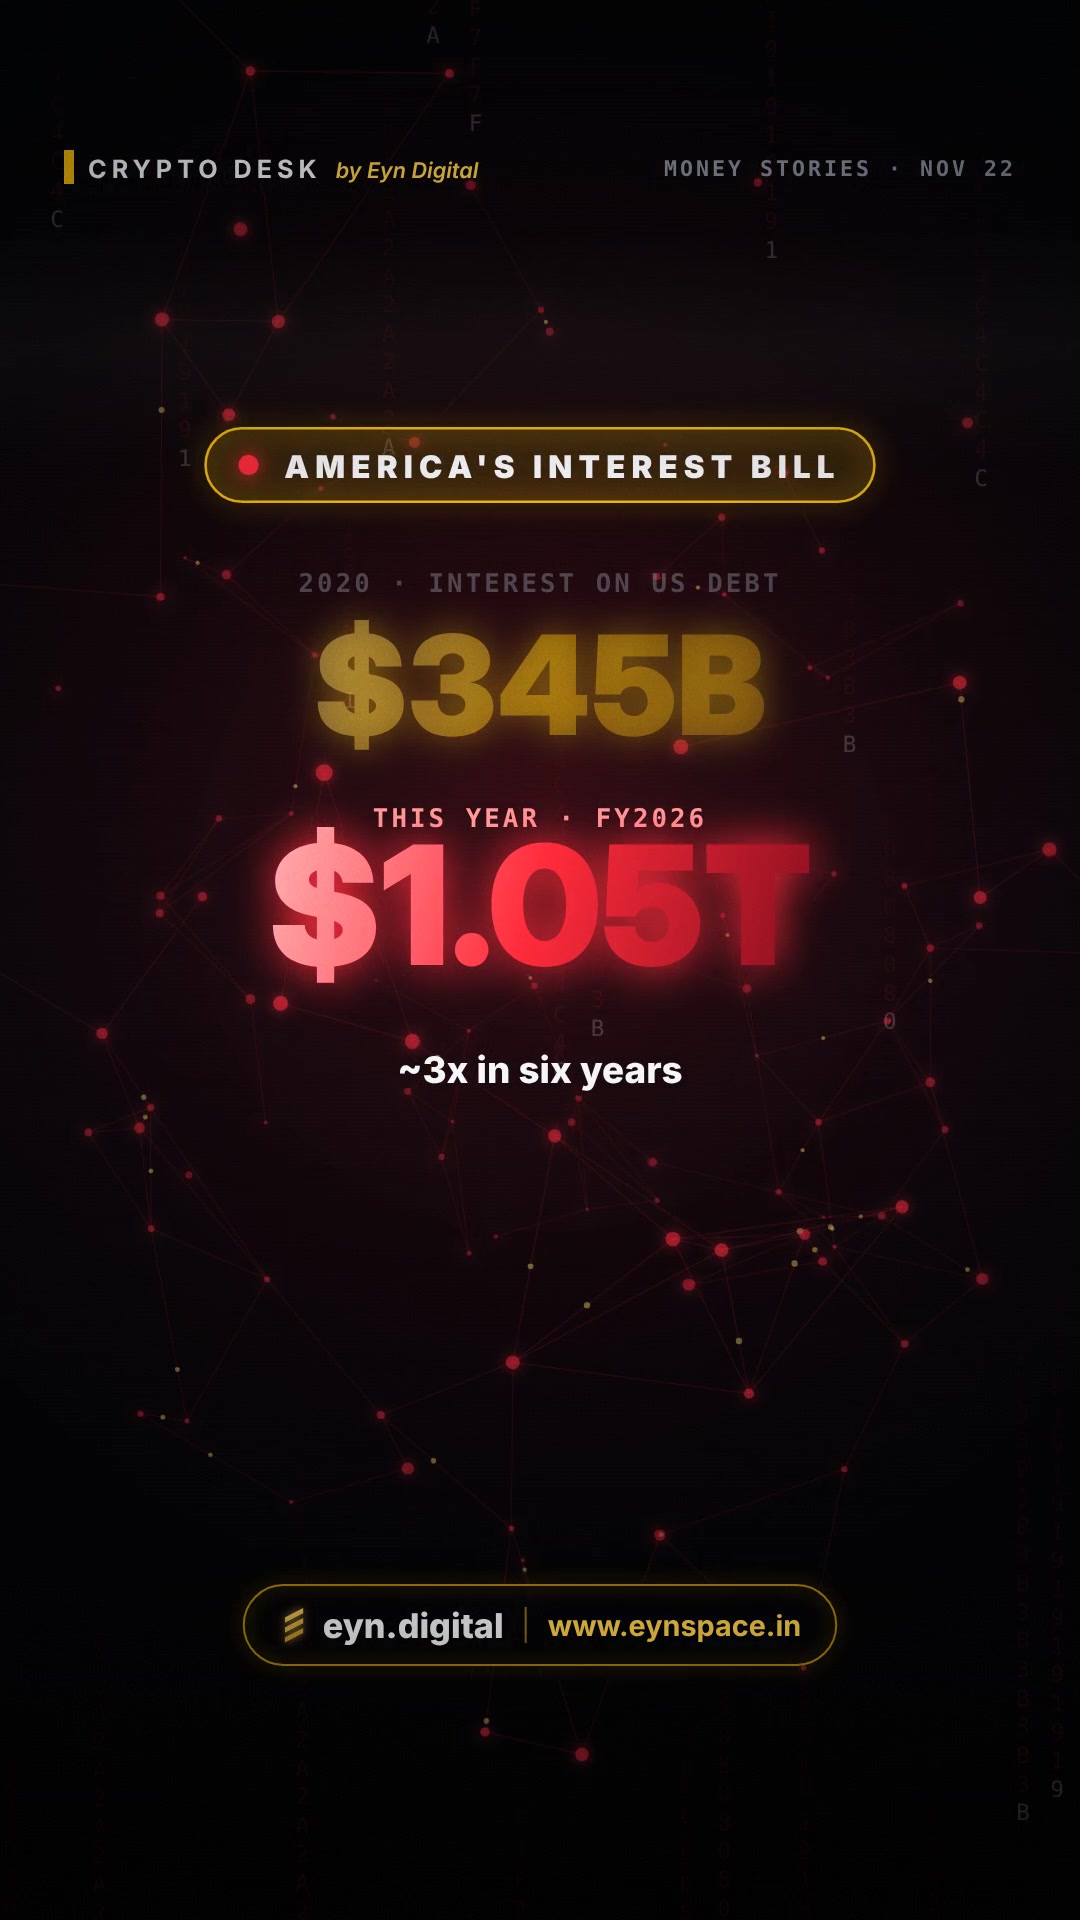 CRYPTO DESK by Eyn Digital
MONEY STORIES · NOV 22
AMERICA'S INTEREST BILL
2020 · INTEREST ON US DEBT
$345B
THIS YEAR · FY2026
$1.05T
~3x in six years
eyn.digital | www.eynspace.in